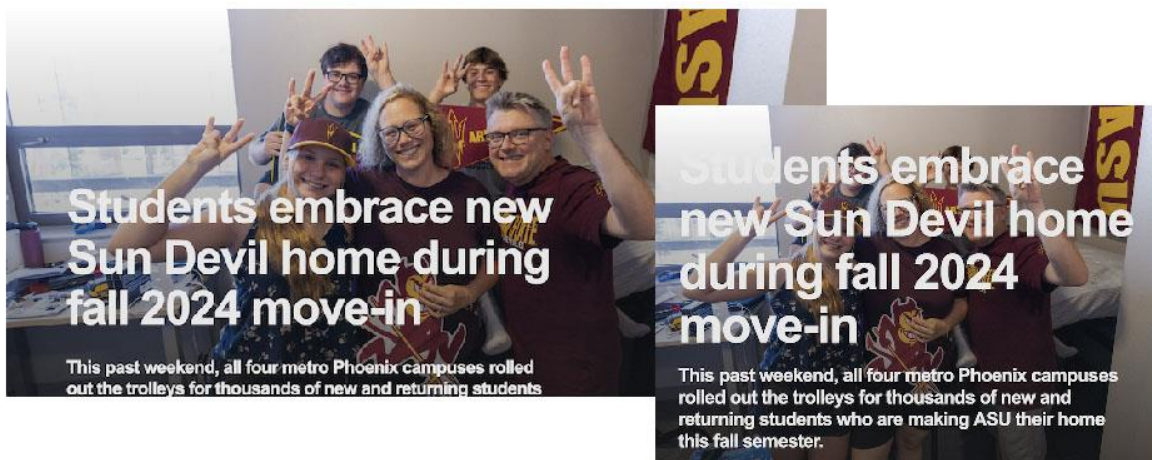 ASU
ART
Students embrace new
Sun Devil home during
fall 2024 move-in
This past weekend, all four metro Phoenix campuses rolled
out the trolleys for thousands of new and returning students
ASU
Students embrace
new Sun Devil home
during fall 2024
move-in
This past weekend, all four metro Phoenix campuses
rolled out the trolleys for thousands of new and
returning students who are making ASU their home
this fall semester.